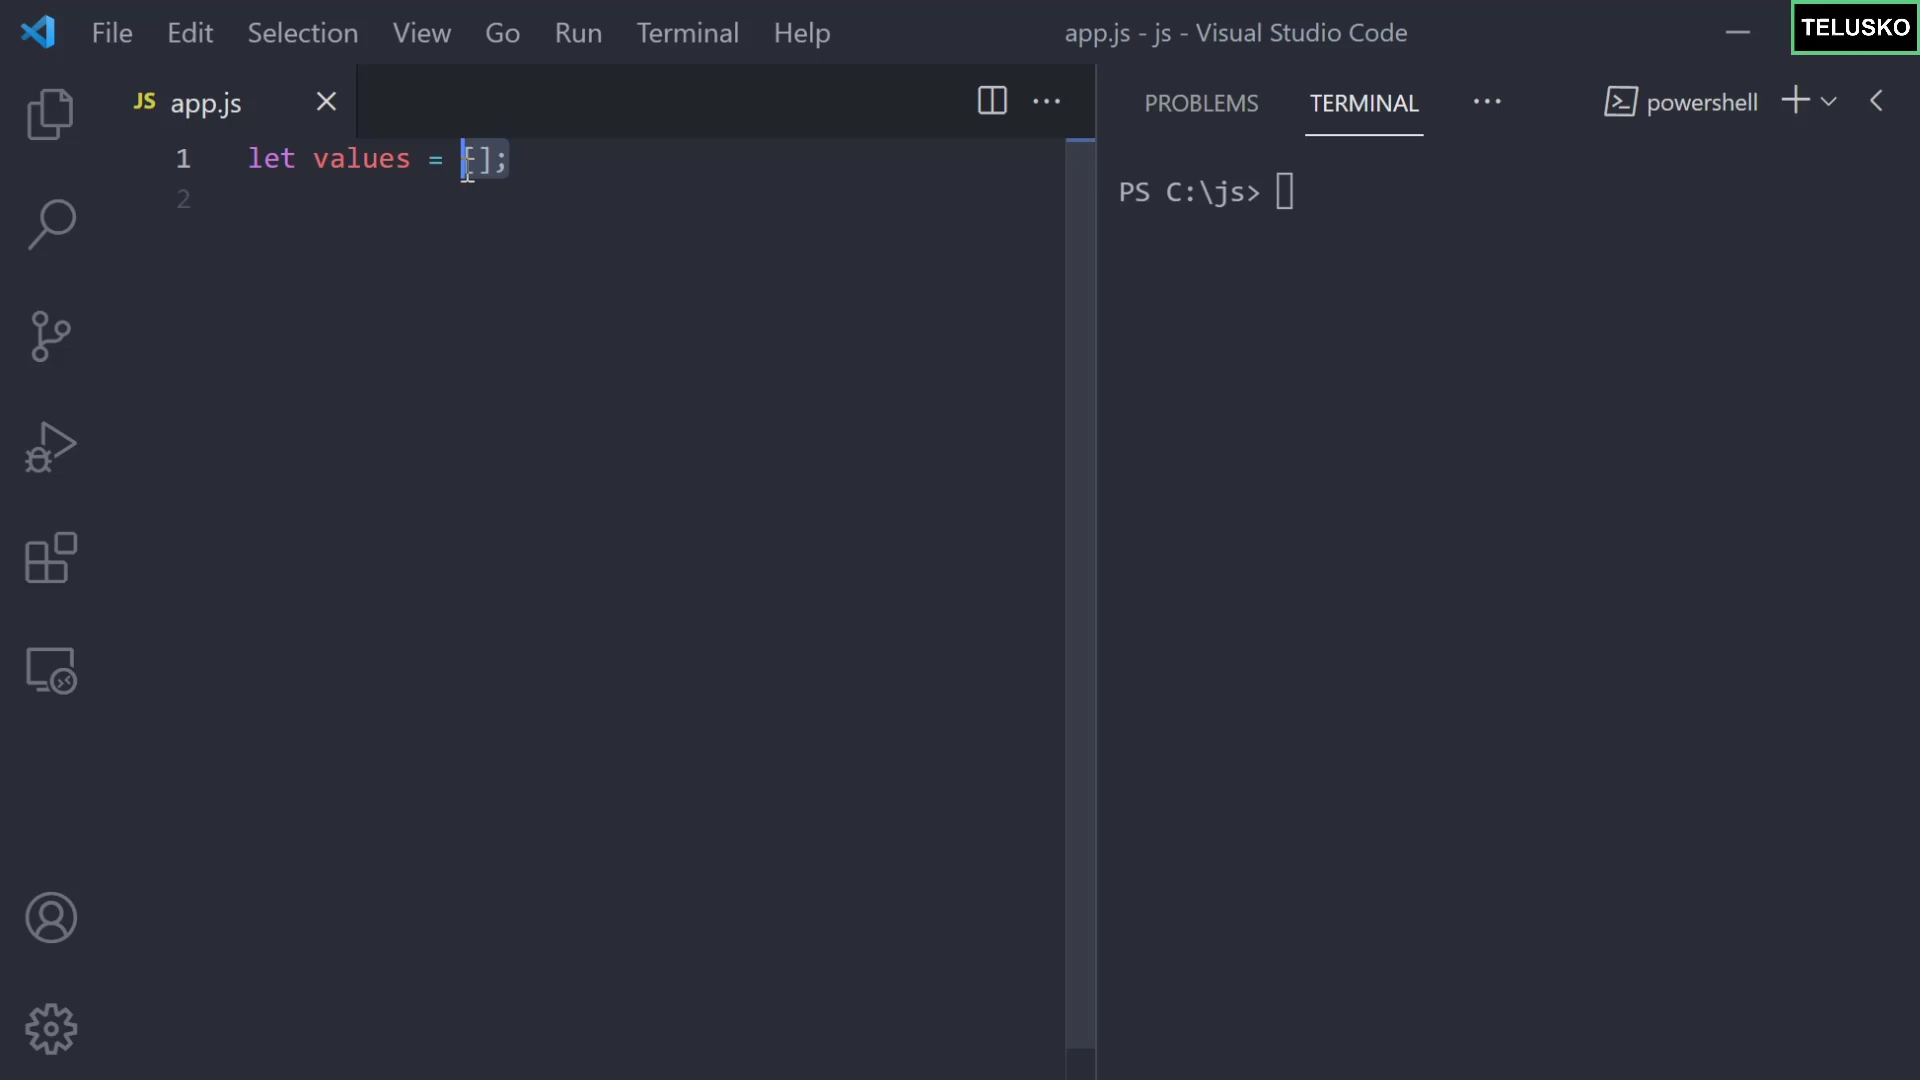 File Edit Selection View Go Run Terminal Help app.js - js - Visual Studio Code TELUSKO
JS app.js
PROBLEMS TERMINAL powershell
1 let values = [];
2
PS C:\js>